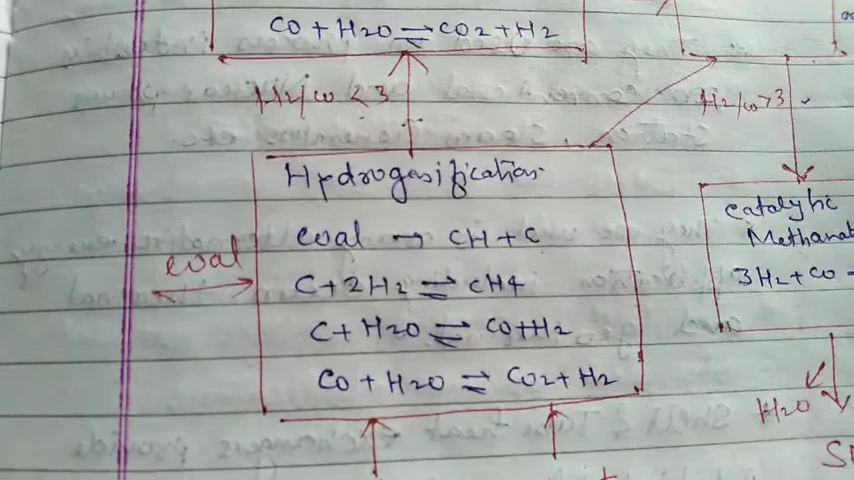 CO + H2O ⇌ CO2 + H2
H2/CO < 3
H2/CO > 3
Hydrogasification
coal → CH + C
C + 2H2 ⇌ CH4
C + H2O ⇌ CO + H2
CO + H2O ⇌ CO2 + H2
coal
Catalytic
Methanat
3H2 + CO
H2O